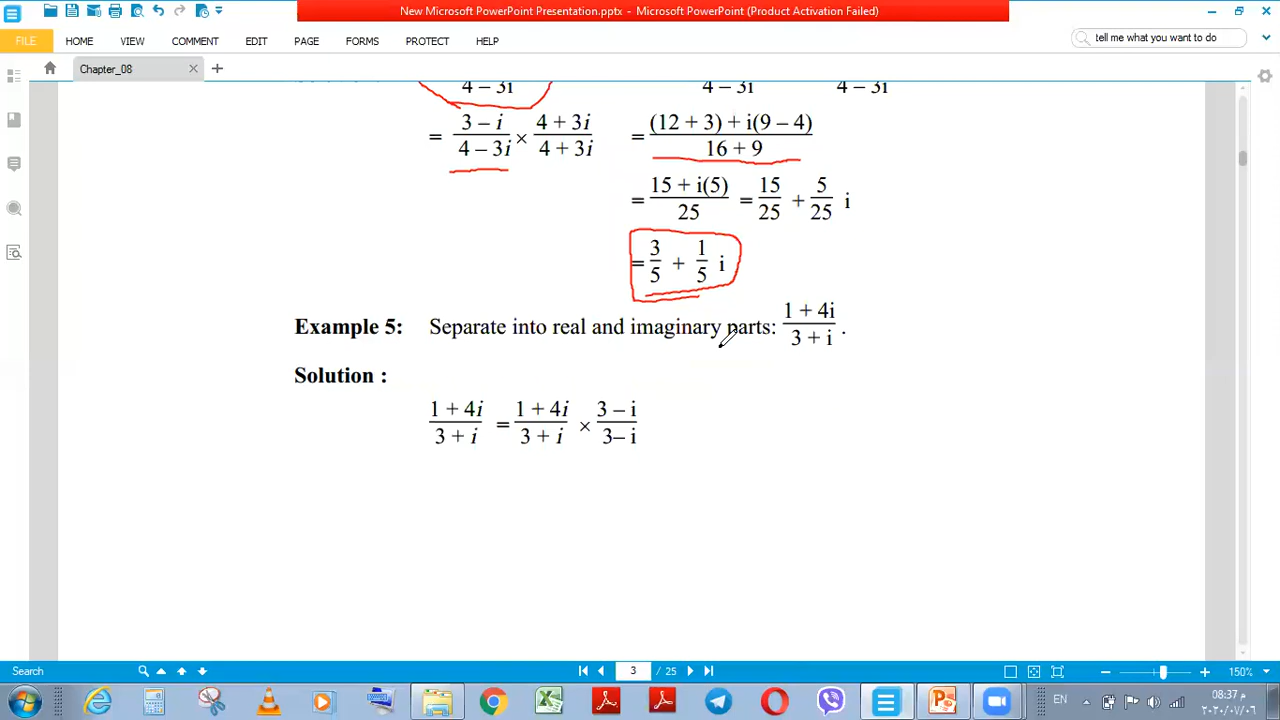 New Microsoft PowerPoint Presentation.pptx - Microsoft PowerPoint (Product Activation Failed)
FILE HOME VIEW COMMENT EDIT PAGE FORMS PROTECT HELP tell me what you want to do
Chapter_08
4 – 3i 4 – 3i 4 – 3i
= (3 – i)/(4 – 3i) × (4 + 3i)/(4 + 3i) = ((12 + 3) + i(9 – 4))/(16 + 9)
= (15 + i(5))/25 = 15/25 + 5/25 i
= 3/5 + 1/5 i
Example 5: Separate into real and imaginary parts: (1 + 4i)/(3 + i) .
Solution :
(1 + 4i)/(3 + i) = (1 + 4i)/(3 + i) × (3 – i)/(3– i)
Search 3 / 25 150%
EN 08:37 م
٢٠٢٠/٠٧/٠٦